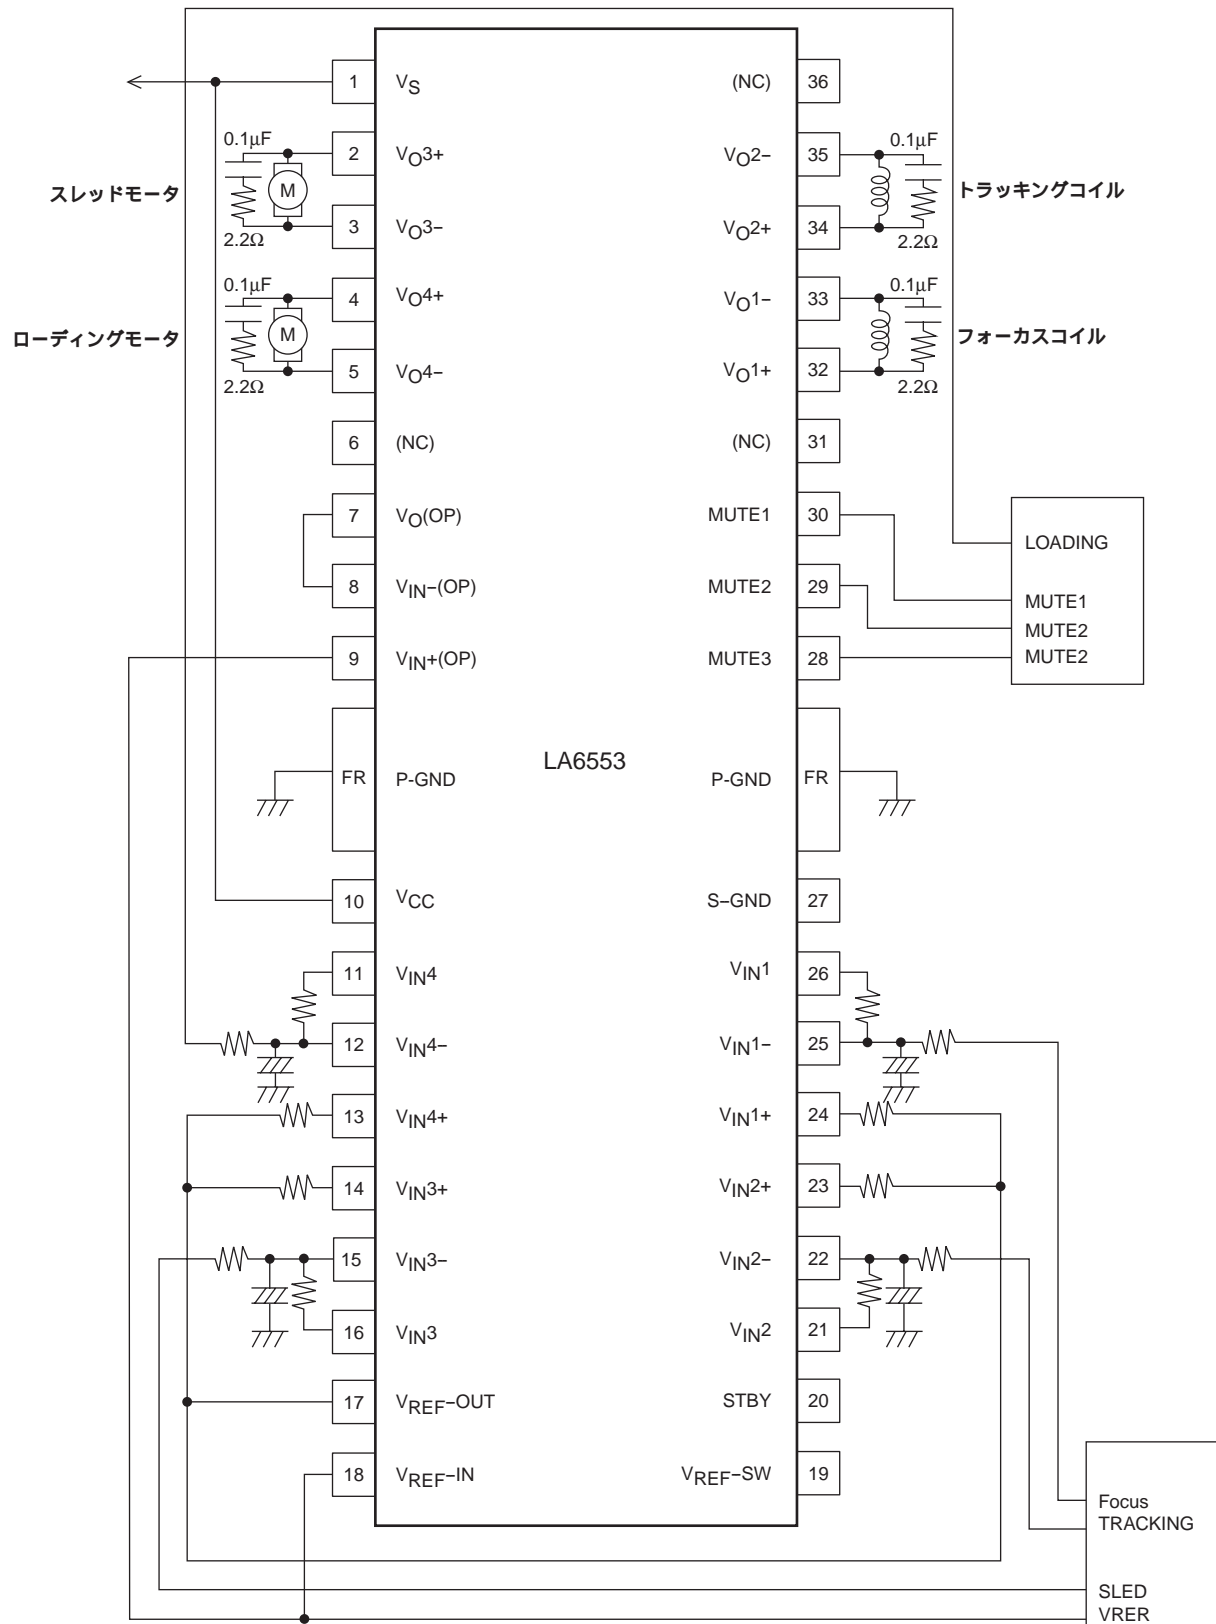 1 VS
(NC) 36
0.1μF
2 VO3+
VO2− 35
0.1μF
スレッドモータ
M
トラッキングコイル
2.2Ω
3 VO3−
VO2+ 34
2.2Ω
0.1μF
4 VO4+
VO1− 33
0.1μF
ローディングモータ
M
フォーカスコイル
2.2Ω
5 VO4−
VO1+ 32
2.2Ω
6 (NC)
(NC) 31
7 VO(OP)
MUTE1 30
LOADING
8 VIN−(OP)
MUTE2 29
MUTE1
MUTE2
9 VIN+(OP)
MUTE3 28
MUTE2
LA6553
FR P-GND
P-GND FR
10 VCC
S−GND 27
11 VIN4
VIN1 26
12 VIN4−
VIN1− 25
13 VIN4+
VIN1+ 24
14 VIN3+
VIN2+ 23
15 VIN3−
VIN2− 22
16 VIN3
VIN2 21
17 VREF−OUT
STBY 20
18 VREF−IN
VREF−SW 19
Focus
TRACKING
SLED
VRER